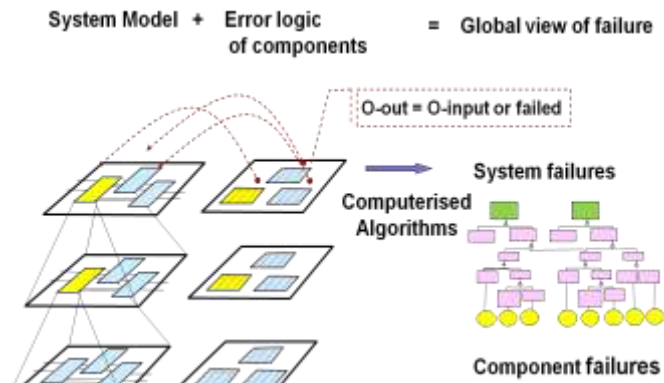 System Model + Error logic = Global view of failure
of components
O-out = O-input or failed
System failures
Computerised
Algorithms
Component failures